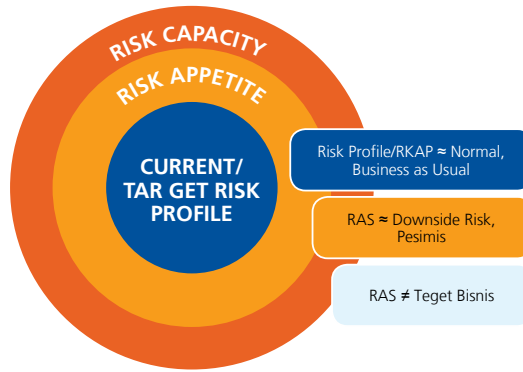 RISK CAPACITY
RISK APPETITE
CURRENT/
TAR GET RISK
PROFILE
Risk Profile/RKAP ≈ Normal,
Business as Usual
RAS ≈ Downside Risk,
Pesimis
RAS ≠ Teget Bisnis